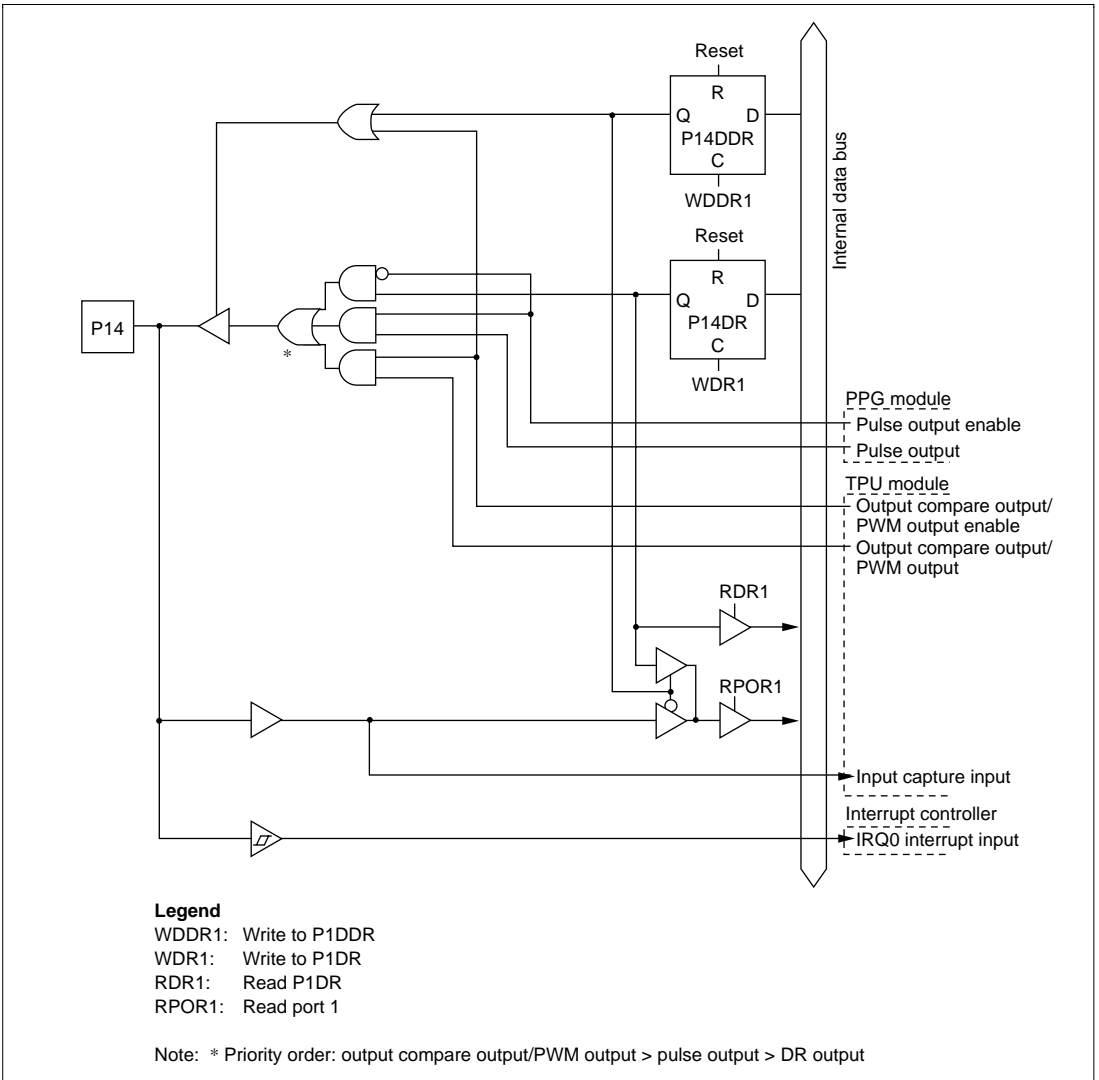 Reset
R
Q D
P14DDR
C
WDDR1
Reset
R
Q D
P14DR
C
WDR1
Internal data bus
P14
*
PPG module
Pulse output enable
Pulse output
TPU module
Output compare output/
PWM output enable
Output compare output/
PWM output
RDR1
RPOR1
Input capture input
Interrupt controller
IRQ0 interrupt input
Legend
WDDR1: Write to P1DDR
WDR1: Write to P1DR
RDR1: Read P1DR
RPOR1: Read port 1
Note: * Priority order: output compare output/PWM output > pulse output > DR output